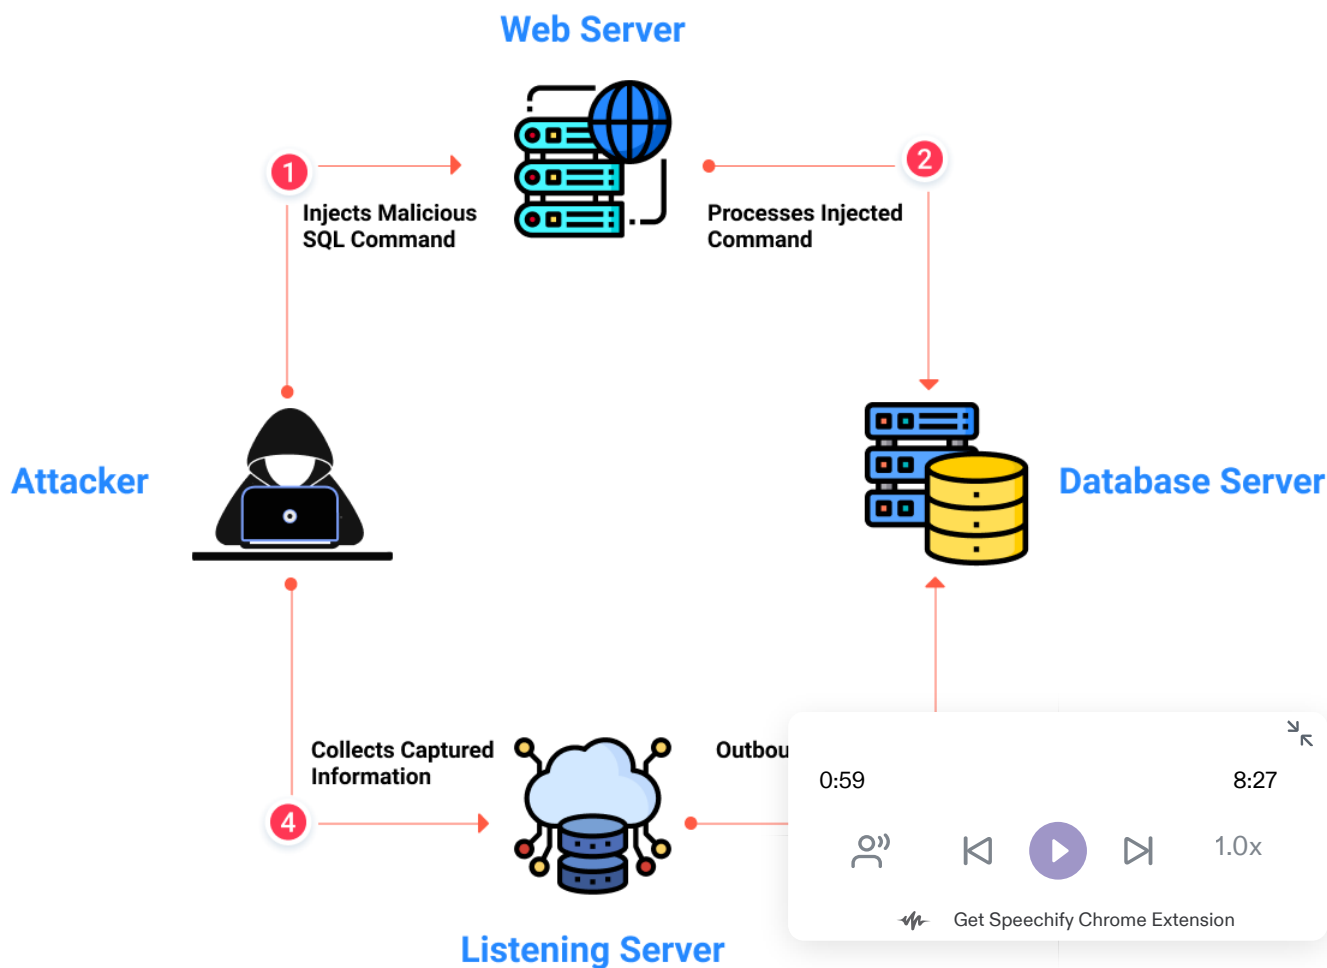 Web Server
1
2
Injects Malicious
SQL Command
Processes Injected
Command
Attacker
Database Server
Collects Captured
Information
Outbou
4
0:59
8:27
1.0x
Get Speechify Chrome Extension
Listening Server